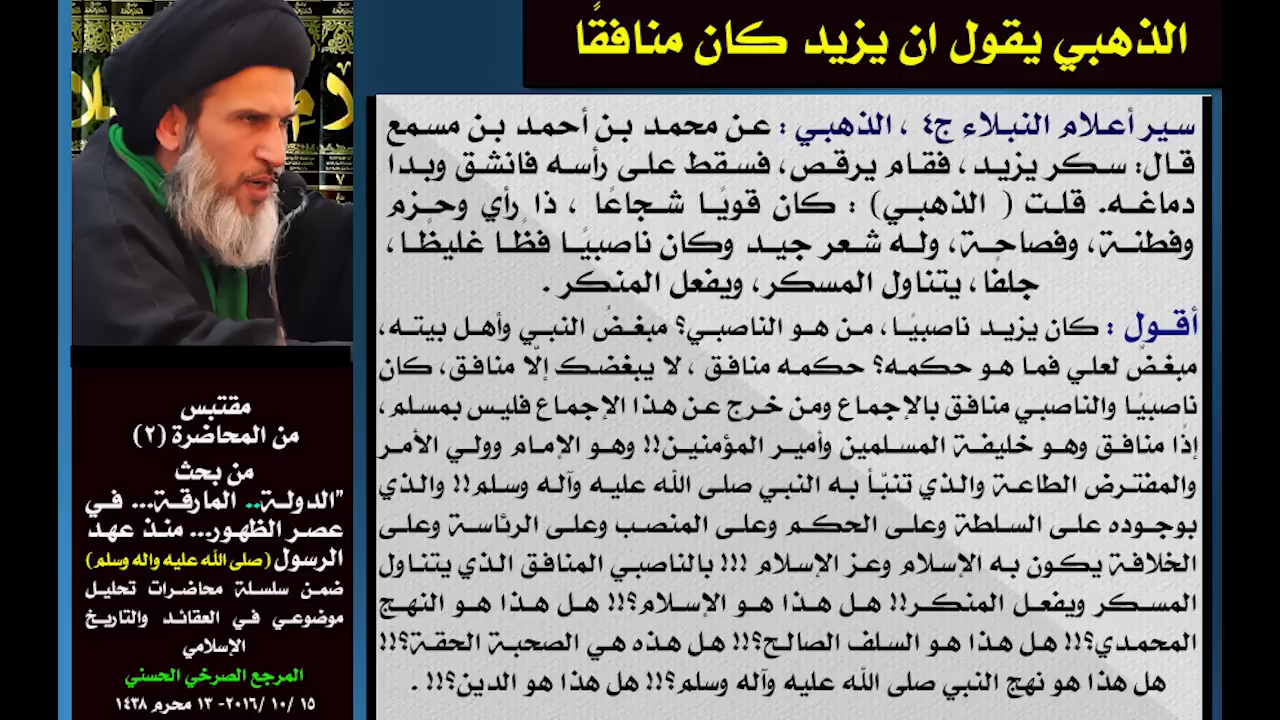 الذهبي يقول ان يزيد كان منافقًا
سير أعلام النبلاء ج٤ ، الذهبي : عن محمد بن أحمد بن مسمع
قال: سكر يزيد ، فقام يرقص، فسقط على رأسه فانشق وبدا
دماغه. قلت ( الذهبي) : كان قويًا شجاعًا ، ذا رأي وحزم
وفطنة، وفصاحة، وله شعر جيد وكان ناصبيًا فظًا غليظًا،
جلفًا، يتناول المسكر، ويفعل المنكر .
أقول : كان يزيد ناصبيًا، من هو الناصبي؟ مبغضٌ النبي وأهل بيته،
مبغضٌ لعلي فما هو حكمه؟ حكمه منافق ، لا يبغضك إلّا منافق، كان
ناصبيًا والناصبي منافق بالإجماع ومن خرج عن هذا الإجماع فليس بمسلم،
إذًا منافق وهو خليفة المسلمين وأمير المؤمنين!! وهو الإمام وولي الأمر
والمفترض الطاعة والذي تنبّأ به النبي صلى الله عليه وآله وسلم!! والذي
بوجوده على السلطة وعلى الحكم وعلى المنصب وعلى الرئاسة وعلى
الخلافة يكون به الإسلام وعز الإسلام !!! بالناصبي المنافق الذي يتناول
المسكر ويفعل المنكر!! هل هذا هو الإسلام؟!! هل هذا هو النهج
المحمدي؟!! هل هذا هو السلف الصالح؟!! هل هذه هي الصحبة الحقة؟!!
هل هذا هو نهج النبي صلى الله عليه وآله وسلم؟!! هل هذا هو الدين؟!! .
مقتبس
من المحاضرة (٢)
من بحث
"الدولة.. المارقة... في
عصر الظهور... منذ عهد
الرسول (صلى الله عليه واله وسلم)
ضمن سلسلة محاضرات تحليل
موضوعي في العقائد والتاريخ
الإسلامي
المرجع الصرخي الحسني
١٥ /١٠ /٢٠١٦- ١٣ محرم ١٤٣٨